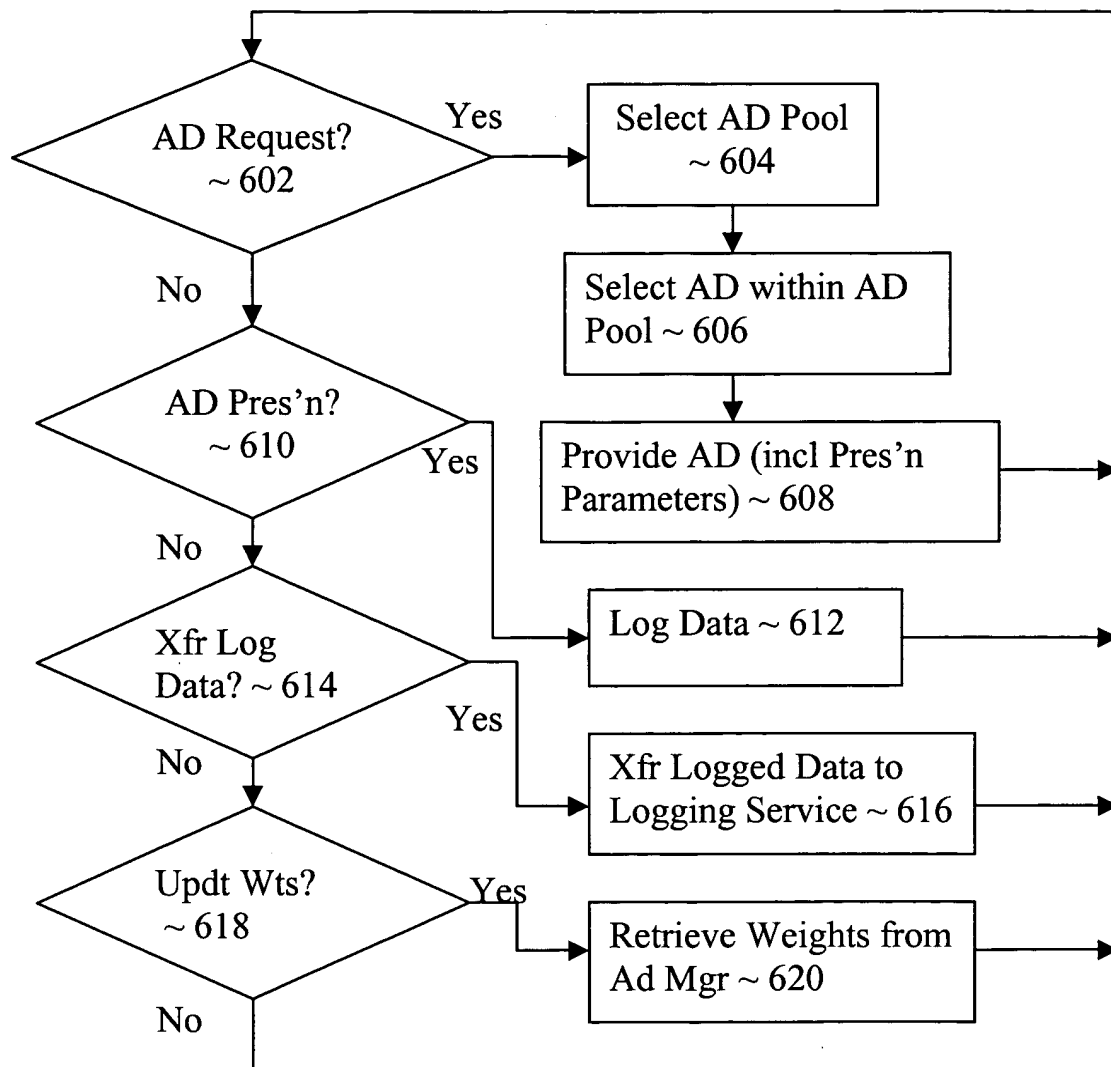 AD Request?
~ 602
Yes
Select AD Pool
~ 604
No
Select AD within AD
Pool ~ 606
AD Pres'n?
~ 610
Yes
Provide AD (incl Pres'n
Parameters) ~ 608
No
Log Data ~ 612
Xfr Log
Data? ~ 614
Yes
No
Xfr Logged Data to
Logging Service ~ 616
Updt Wts?
~ 618
Yes
Retrieve Weights from
Ad Mgr ~ 620
No